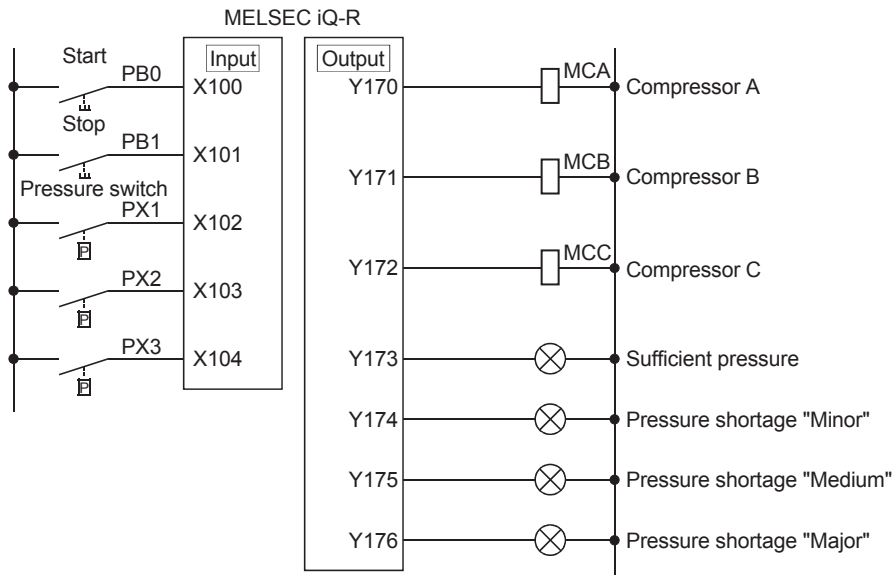 MELSEC iQ-R
Input
Output
Start
PB0
X100
Stop
PB1
X101
Pressure switch
PX1
X102
P
PX2
X103
P
PX3
X104
P
Y170
MCA
Compressor A
Y171
MCB
Compressor B
Y172
MCC
Compressor C
Y173
Sufficient pressure
Y174
Pressure shortage "Minor"
Y175
Pressure shortage "Medium"
Y176
Pressure shortage "Major"